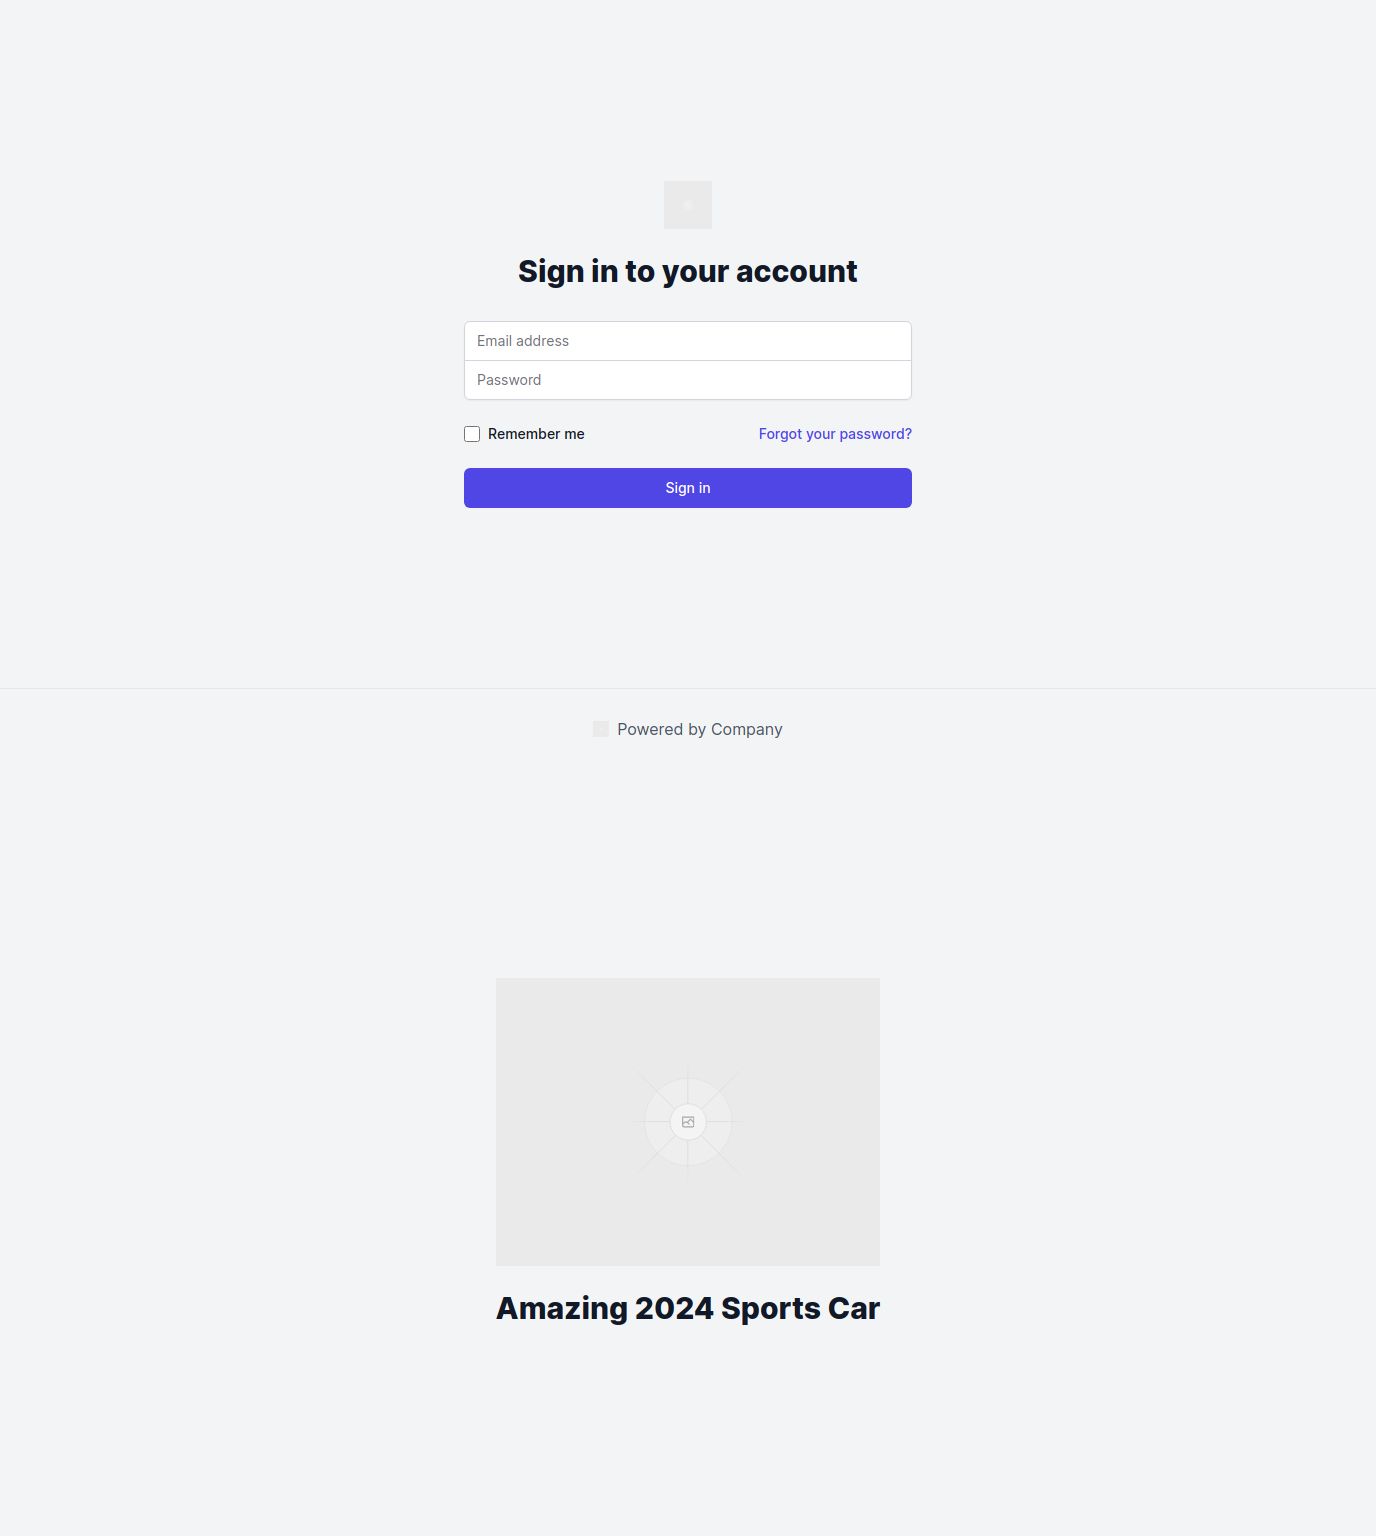 Sign in to your account
Email address
Password
Remember me
Forgot your password?
Sign in
Powered by Company
Amazing 2024 Sports Car